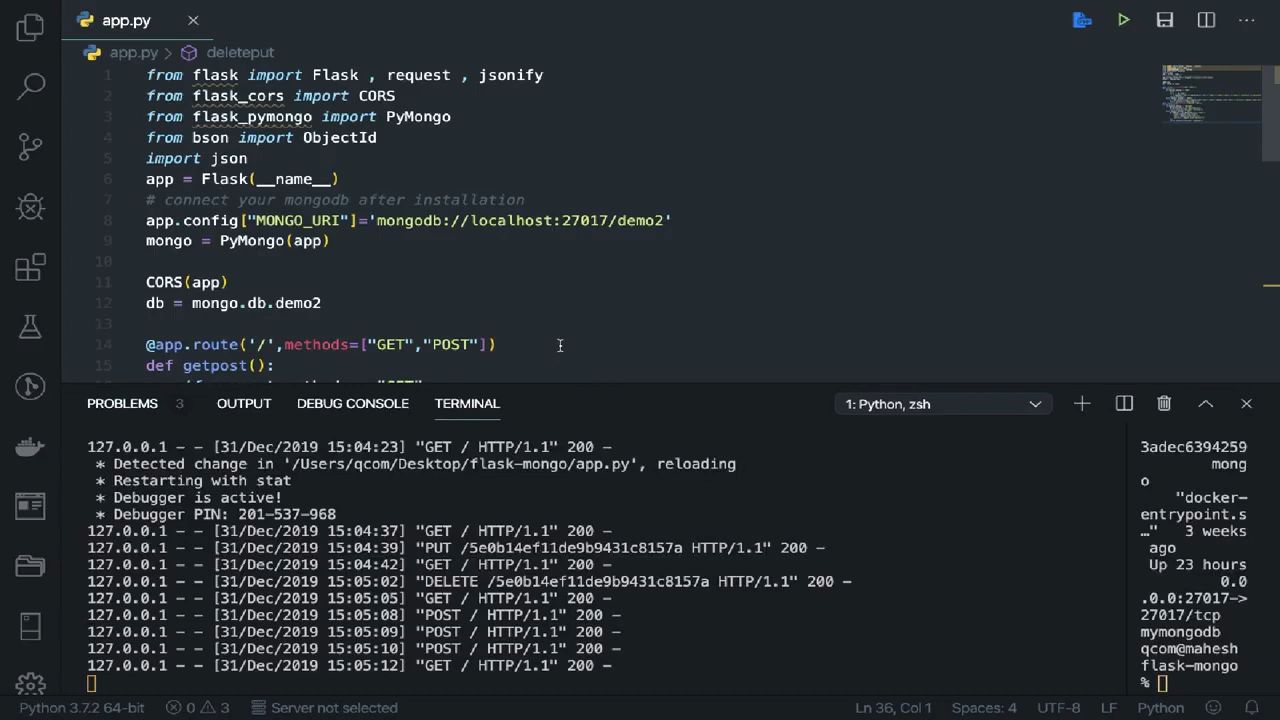 app.py
app.py > deleteput
1 from flask import Flask , request , jsonify
2 from flask_cors import CORS
3 from flask_pymongo import PyMongo
4 from bson import ObjectId
5 import json
6 app = Flask(__name__)
7 # connect your mongodb after installation
8 app.config["MONGO_URI"]='mongodb://localhost:27017/demo2'
9 mongo = PyMongo(app)
10
11 CORS(app)
12 db = mongo.db.demo2
13
14 @app.route('/',methods=["GET","POST"])
15 def getpost():
PROBLEMS 3 OUTPUT DEBUG CONSOLE TERMINAL 1: Python, zsh
127.0.0.1 - - [31/Dec/2019 15:04:23] "GET / HTTP/1.1" 200 -
* Detected change in '/Users/qcom/Desktop/flask-mongo/app.py', reloading
* Restarting with stat
* Debugger is active!
* Debugger PIN: 201-537-968
127.0.0.1 - - [31/Dec/2019 15:04:37] "GET / HTTP/1.1" 200 -
127.0.0.1 - - [31/Dec/2019 15:04:39] "PUT /5e0b14ef11de9b9431c8157a HTTP/1.1" 200 -
127.0.0.1 - - [31/Dec/2019 15:04:42] "GET / HTTP/1.1" 200 -
127.0.0.1 - - [31/Dec/2019 15:05:02] "DELETE /5e0b14ef11de9b9431c8157a HTTP/1.1" 200 -
127.0.0.1 - - [31/Dec/2019 15:05:05] "GET / HTTP/1.1" 200 -
127.0.0.1 - - [31/Dec/2019 15:05:08] "POST / HTTP/1.1" 200 -
127.0.0.1 - - [31/Dec/2019 15:05:09] "POST / HTTP/1.1" 200 -
127.0.0.1 - - [31/Dec/2019 15:05:10] "POST / HTTP/1.1" 200 -
127.0.0.1 - - [31/Dec/2019 15:05:12] "GET / HTTP/1.1" 200 -
3adec6394259
mong
o
"docker-
entrypoint.s
…" 3 weeks
ago
Up 23 hours
0.0
.0.0:27017->
27017/tcp
mymongodb
qcom@mahesh
flask-mongo
%
Python 3.7.2 64-bit 0 3 Server not selected Ln 36, Col 1 Spaces: 4 UTF-8 LF Python